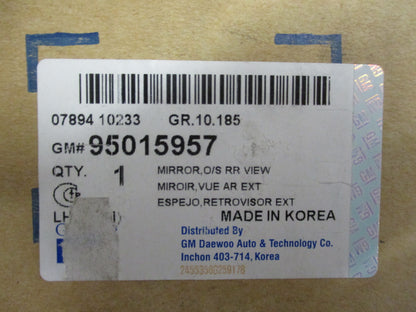 07894 10233 GR.10.185
GM# 95015957
QTY. 1 MIRROR,O/S RR VIEW
MIROIR,VUE AR EXT
ESPEJO,RETROVISOR EXT
LH MADE IN KOREA
Distributed By
GM Daewoo Auto & Technology Co.
Inchon 403-714, Korea